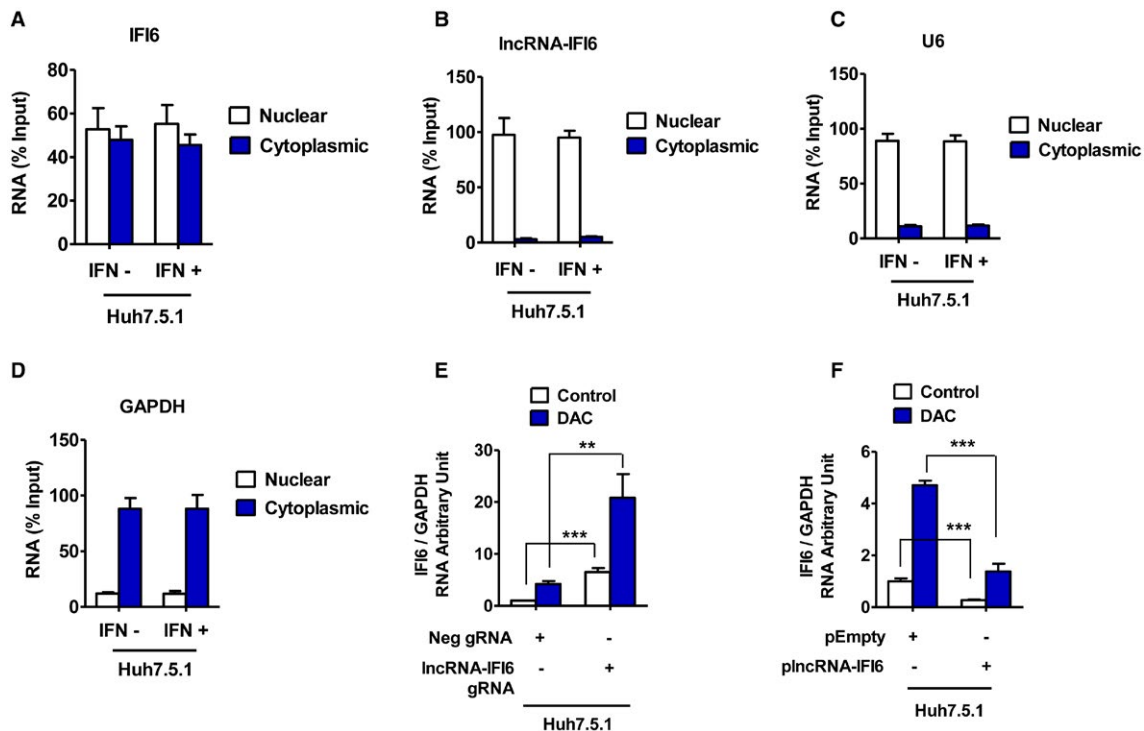 A
IFI6
RNA (% Input)
80
60
40
20
0
IFN -
IFN +
Huh7.5.1
Nuclear
Cytoplasmic
B
lncRNA-IFI6
RNA (% Input)
150
100
50
0
IFN -
IFN +
Huh7.5.1
Nuclear
Cytoplasmic
C
U6
RNA (% Input)
150
100
50
0
IFN -
IFN +
Huh7.5.1
Nuclear
Cytoplasmic
D
GAPDH
RNA (% Input)
150
100
50
0
IFN -
IFN +
Huh7.5.1
Nuclear
Cytoplasmic
E
Control
DAC
IFI6 / GAPDH
RNA Arbitrary Unit
30
20
10
0
**
***
Neg gRNA + -
lncRNA-IFI6 - +
gRNA
Huh7.5.1
F
Control
DAC
IFI6 / GAPDH
RNA Arbitrary Unit
6
4
2
0
***
***
pEmpty + -
plncRNA-IFI6 - +
Huh7.5.1